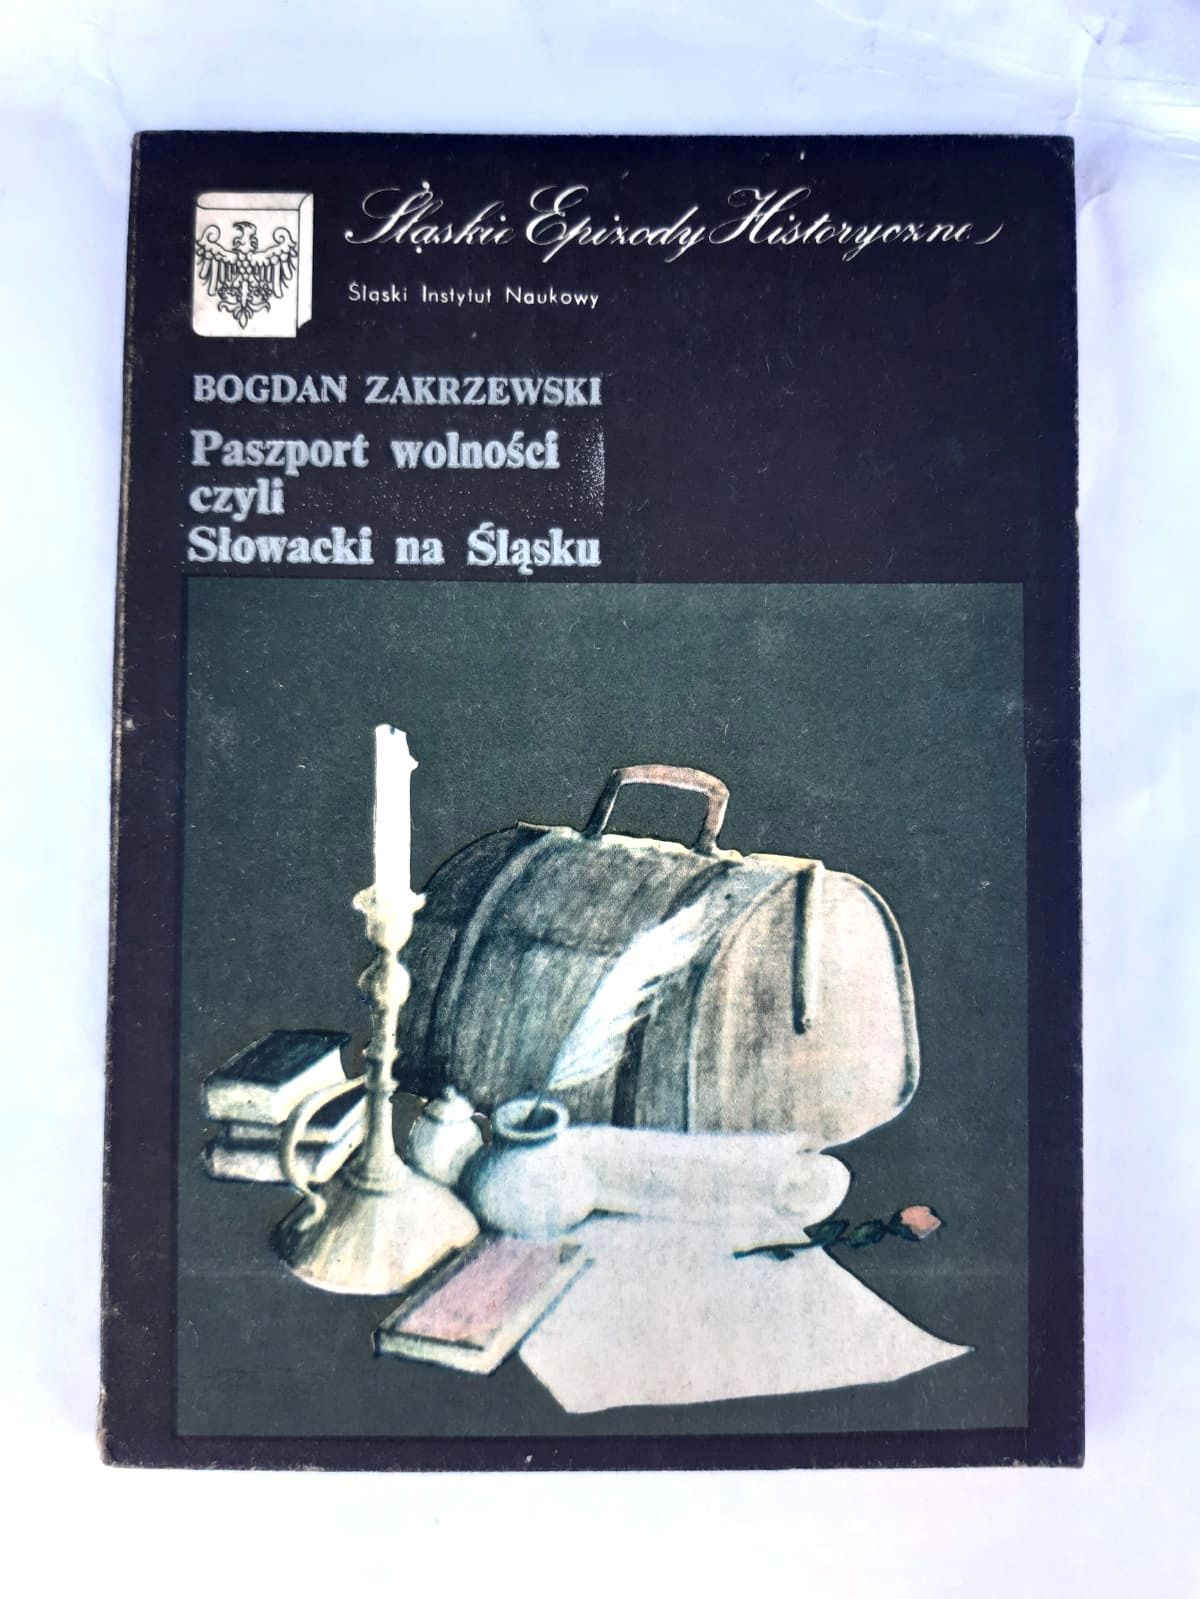 Śląskie Epizody Historyczne
Śląski Instytut Naukowy
BOGDAN ZAKRZEWSKI
Paszport wolności
czyli
Słowacki na Śląsku